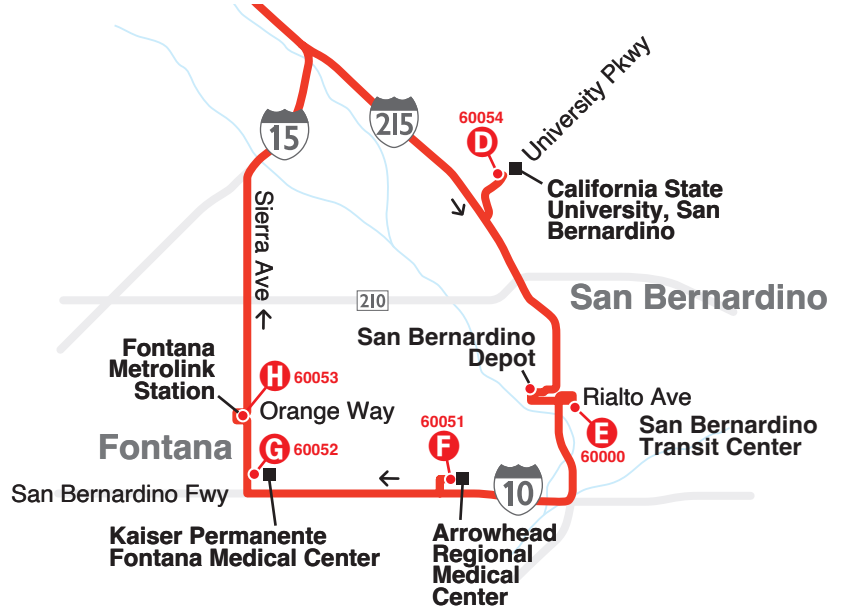 University Pkwy
60054
D
15
215
California State
University, San
Bernardino
Sierra Ave
210
San Bernardino
San Bernardino
Depot
Fontana
Metrolink
Station
H
60053
Orange Way
Rialto Ave
60051
F
E
60000
San Bernardino
Transit Center
Fontana
G
60052
San Bernardino Fwy
10
Kaiser Permanente
Fontana Medical Center
Arrowhead
Regional
Medical
Center